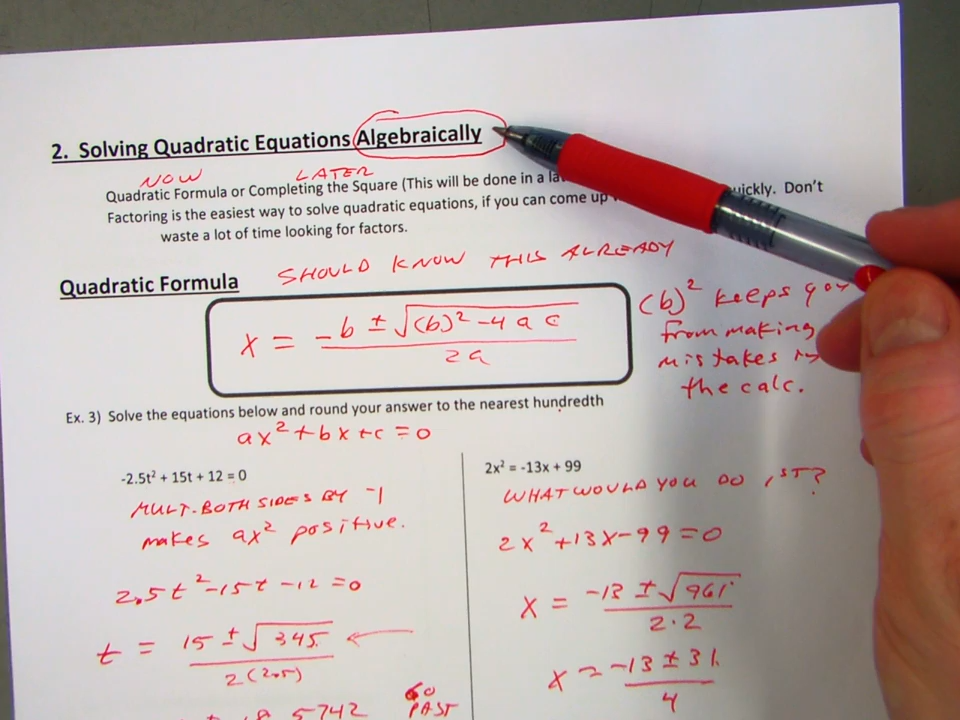 2. Solving Quadratic Equations Algebraically
NOW LATER
Quadratic Formula or Completing the Square (This will be done in a
Factoring is the easiest way to solve quadratic equations, if you can come up quickly. Don't
waste a lot of time looking for factors.
SHOULD KNOW THIS ALREADY
Quadratic Formula
x = -b ± √(b)² - 4ac / 2a
(b)² keeps you
from making
mistakes in
the calc.
Ex. 3) Solve the equations below and round your answer to the nearest hundredth
ax² + bx + c = 0
-2.5t² + 15t + 12 = 0
MULT. BOTH SIDES BY -1
makes ax² positive.
2.5t² - 15t - 12 = 0
t = 15 ± √345 / 2(2.5)
5742
GO
PAST
2x² = -13x + 99
WHAT WOULD YOU DO 1ST?
2x² + 13x - 99 = 0
x = -13 ± √961 / 2·2
x = -13 ± 31 / 4